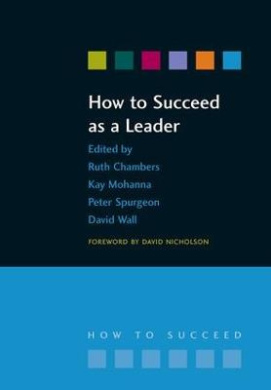 How to Succeed
as a Leader
Edited by
Ruth Chambers
Kay Mohanna
Peter Spurgeon
David Wall
FOREWORD BY DAVID NICHOLSON
HOW TO SUCCEED